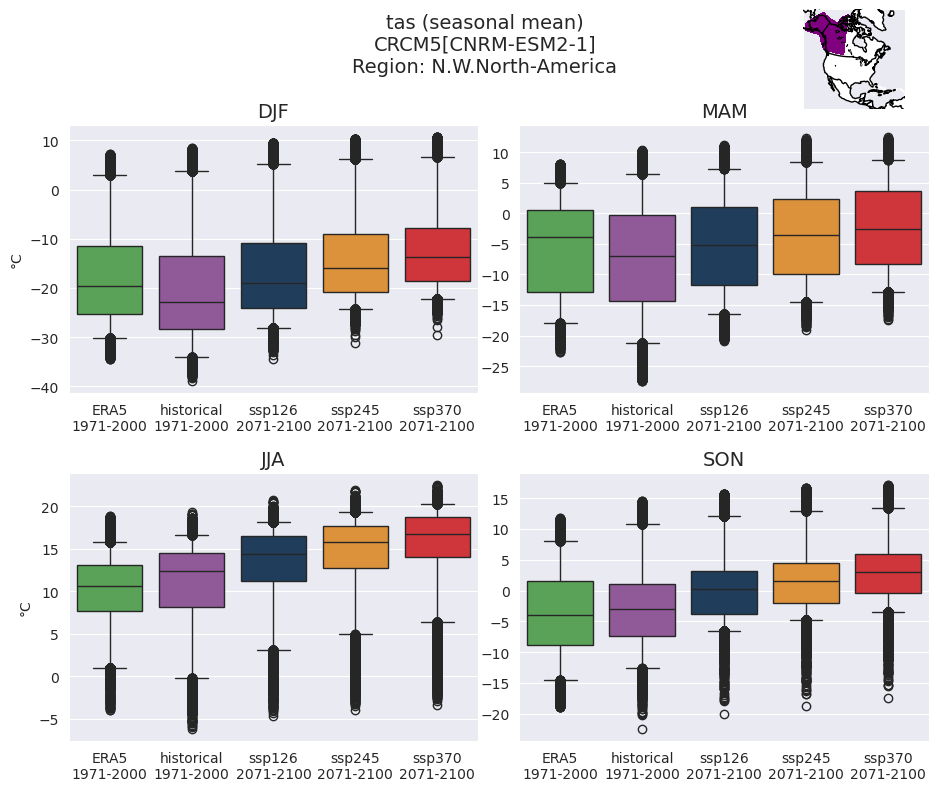 tas (seasonal mean)
CRCM5[CNRM-ESM2-1]
Region: N.W.North-America
DJF
10
0
−10
−20
−30
−40
°C
ERA5 historical ssp126 ssp245 ssp370
1971-2000 1971-2000 2071-2100 2071-2100 2071-2100
MAM
10
5
0
−5
−10
−15
−20
−25
ERA5 historical ssp126 ssp245 ssp370
1971-2000 1971-2000 2071-2100 2071-2100 2071-2100
JJA
20
15
10
5
0
−5
°C
ERA5 historical ssp126 ssp245 ssp370
1971-2000 1971-2000 2071-2100 2071-2100 2071-2100
SON
15
10
5
0
−5
−10
−15
−20
ERA5 historical ssp126 ssp245 ssp370
1971-2000 1971-2000 2071-2100 2071-2100 2071-2100